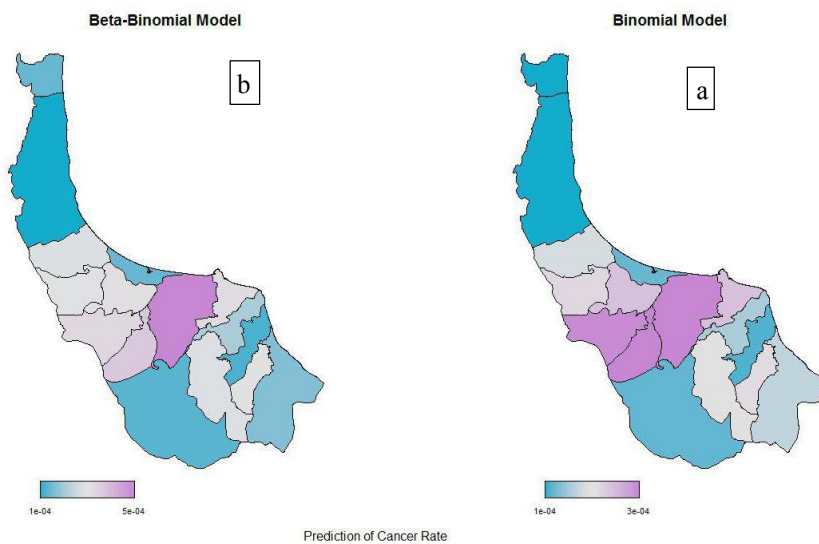 Beta-Binomial Model
Binomial Model
b
a
1e-04
5e-04
1e-04
3e-04
Prediction of Cancer Rate